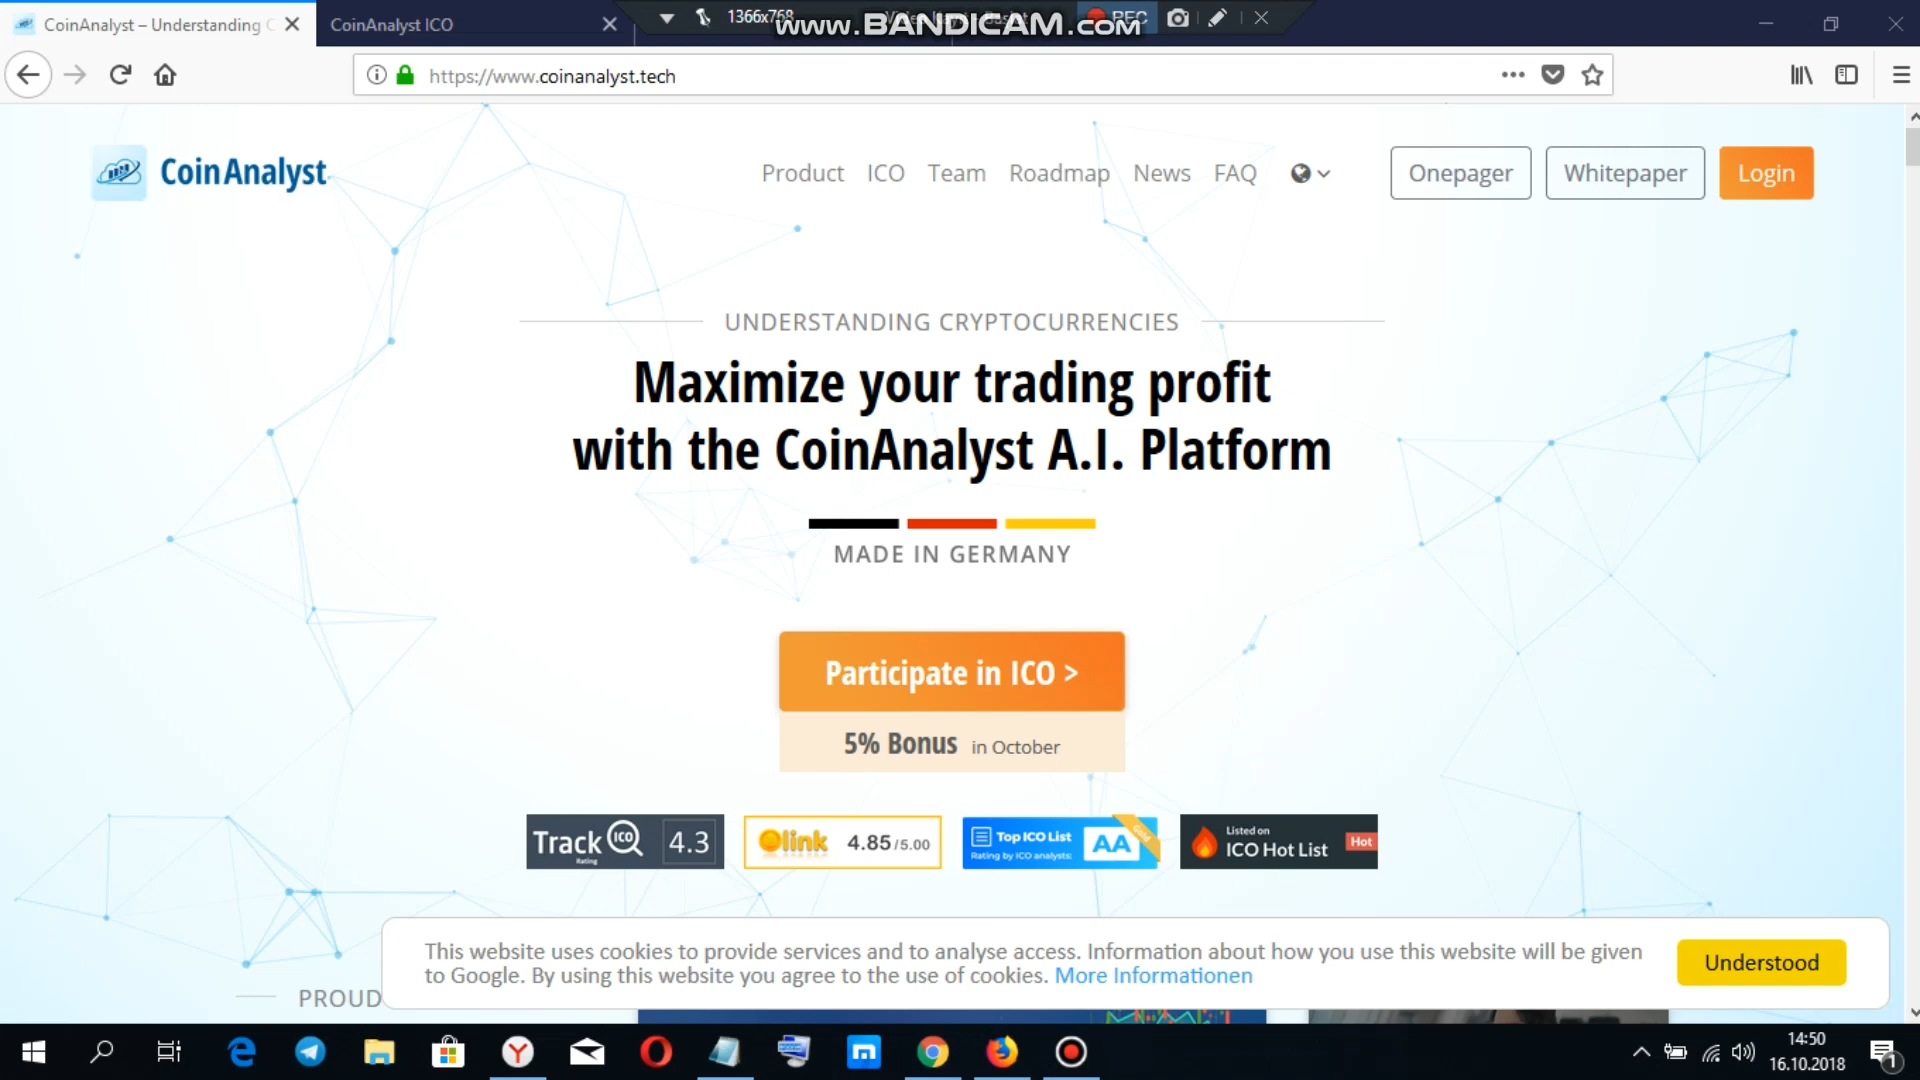 CoinAnalyst – Understanding C
CoinAnalyst ICO
1366x768
REC
www.BANDICAM.com
https://www.coinanalyst.tech
CoinAnalyst
Product
ICO
Team
Roadmap
News
FAQ
Onepager
Whitepaper
Login
UNDERSTANDING CRYPTOCURRENCIES
Maximize your trading profit
with the CoinAnalyst A.I. Platform
MADE IN GERMANY
Participate in ICO >
5% Bonus in October
Track ICO
Rating
4.3
Olink 4.85/5.00
Top ICO List
Rating by ICO analysts:
AA
Gold
Listed on
ICO Hot List
Hot
This website uses cookies to provide services and to analyse access. Information about how you use this website will be given
to Google. By using this website you agree to the use of cookies. More Informationen
Understood
PROUD
14:50
16.10.2018
1